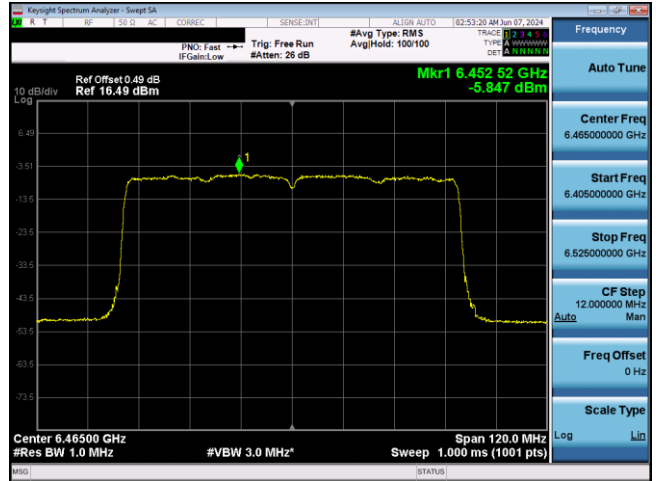 Keysight Spectrum Analyzer - Swept SA
R T RF 50 Ω AC CORREC SENSE:INT ALIGN AUTO 02:53:20 AM Jun 07, 2024
#Avg Type: RMS TRACE 1 2 3 4 5 6
PNO: Fast Trig: Free Run Avg|Hold: 100/100 TYPE A WWWWW
IFGain:Low #Atten: 26 dB DET A N N N N N
Frequency
Auto Tune
Center Freq
6.465000000 GHz
Start Freq
6.405000000 GHz
Stop Freq
6.525000000 GHz
CF Step
12.000000 MHz
Auto Man
Freq Offset
0 Hz
Scale Type
Log Lin
Mkr1 6.452 52 GHz
-5.847 dBm
Ref Offset 0.49 dB
10 dB/div Ref 16.49 dBm
Log
6.49
-3.51
-13.5
-23.5
-33.5
-43.5
-53.5
-63.5
-73.5
1
Center 6.46500 GHz Span 120.0 MHz
#Res BW 1.0 MHz #VBW 3.0 MHz* Sweep 1.000 ms (1001 pts)
MSG STATUS